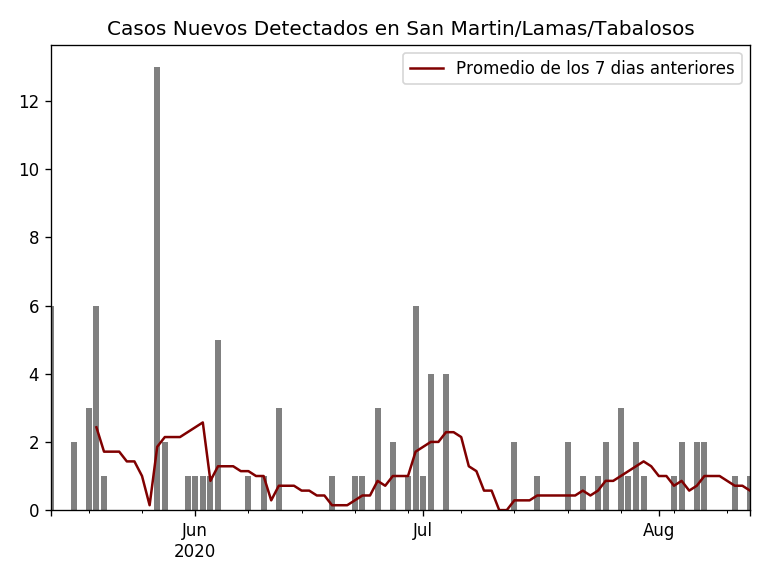 Casos Nuevos Detectados en San Martin/Lamas/Tabalosos
Promedio de los 7 dias anteriores
12
10
8
6
4
2
0
Jun
2020
Jul
Aug